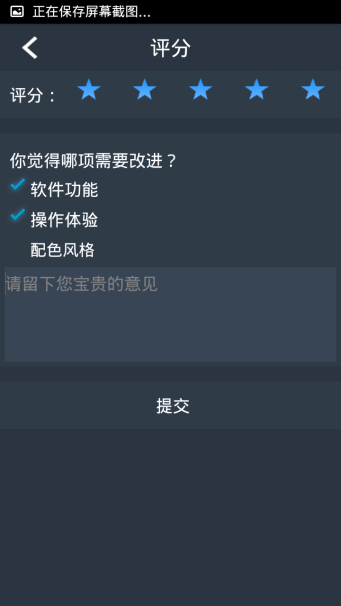 正在保存屏幕截图...
评分
评分：
你觉得哪项需要改进？
软件功能
操作体验
配色风格
请留下您宝贵的意见
提交